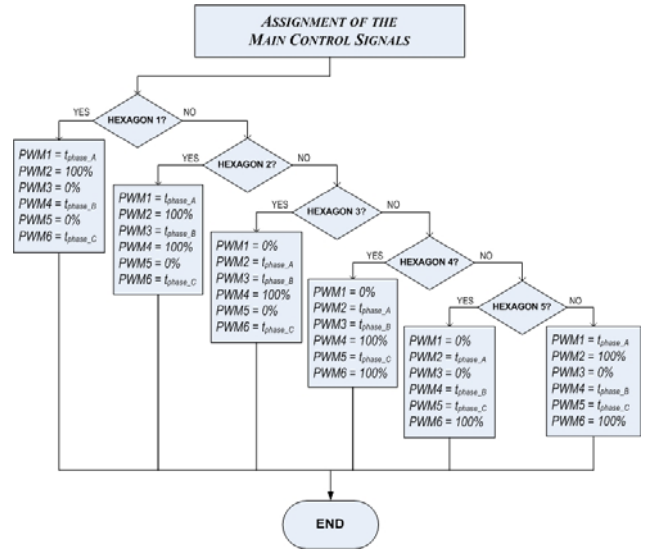 ASSIGNMENT OF THE
MAIN CONTROL SIGNALS
YES
HEXAGON 1?
NO
PWM1 = tphase_A
PWM2 = 100%
PWM3 = 0%
PWM4 = tphase_B
PWM5 = 0%
PWM6 = tphase_C
YES
HEXAGON 2?
NO
PWM1 = tphase_A
PWM2 = 100%
PWM3 = tphase_B
PWM4 = 100%
PWM5 = 0%
PWM6 = tphase_C
YES
HEXAGON 3?
NO
PWM1 = 0%
PWM2 = tphase_A
PWM3 = tphase_B
PWM4 = 100%
PWM5 = 0%
PWM6 = tphase_C
YES
HEXAGON 4?
NO
PWM1 = 0%
PWM2 = tphase_A
PWM3 = tphase_B
PWM4 = 100%
PWM5 = tphase_C
PWM6 = 100%
YES
HEXAGON 5?
NO
PWM1 = 0%
PWM2 = tphase_A
PWM3 = 0%
PWM4 = tphase_B
PWM5 = tphase_C
PWM6 = 100%
PWM1 = tphase_A
PWM2 = 100%
PWM3 = 0%
PWM4 = tphase_B
PWM5 = tphase_C
PWM6 = 100%
END